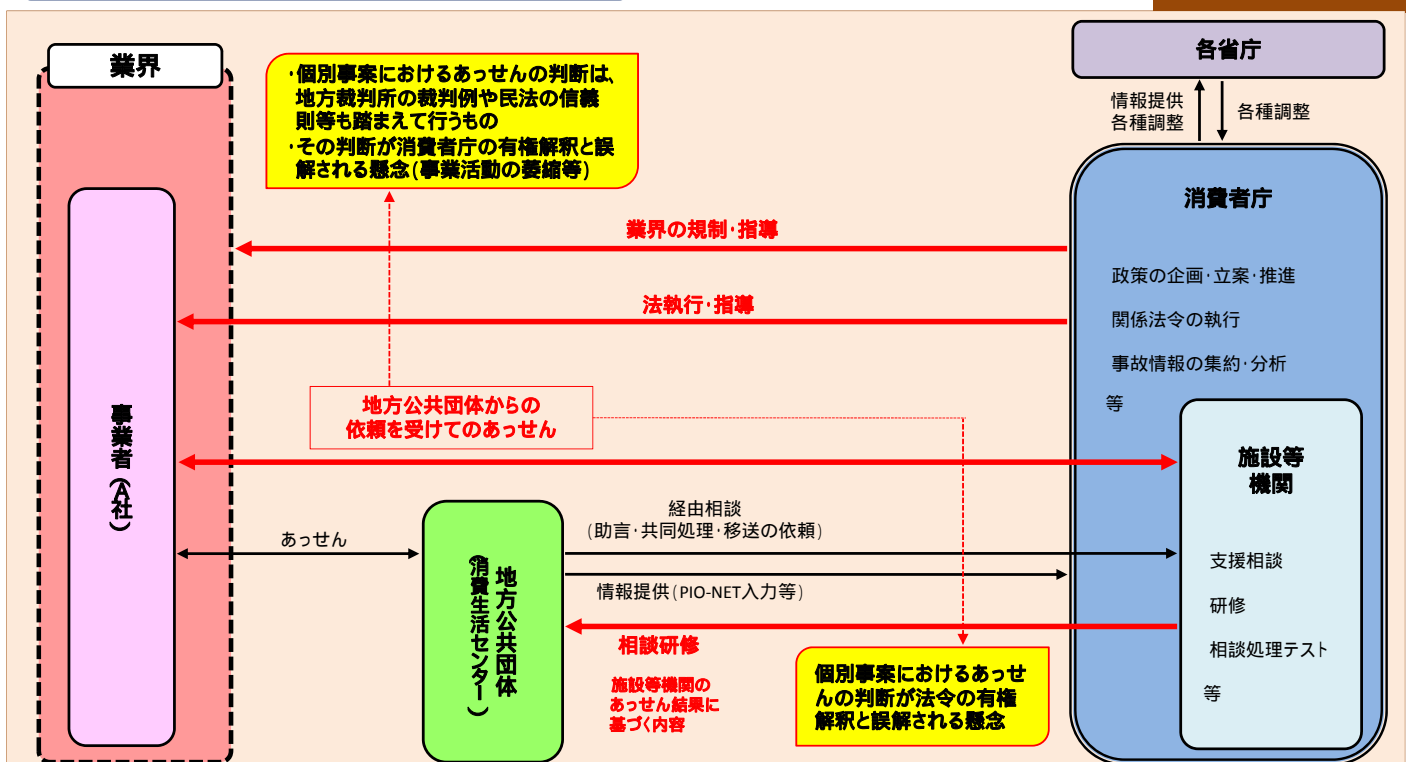 業界
・個別事案におけるあっせんの判断は、
地方裁判所の裁判例や民法の信義
則等も踏まえて行うもの
・その判断が消費者庁の有権解釈と誤
解される懸念(事業活動の萎縮等)
各省庁
情報提供
各種調整
各種調整
消費者庁
業界の規制・指導
政策の企画・立案・推進
法執行・指導
関係法令の執行
事故情報の集約・分析
等
地方公共団体からの
依頼を受けてのあっせん
事業者(A社)
施設等
機関
経由相談
(助言・共同処理・移送の依頼)
あっせん
地方公共団体
(消費生活センター)
情報提供(PIO-NET入力等)
支援相談
研修
相談処理テスト
等
相談研修
施設等機関の
あっせん結果に
基づく内容
個別事案におけるあっせ
んの判断が法令の有権
解釈と誤解される懸念